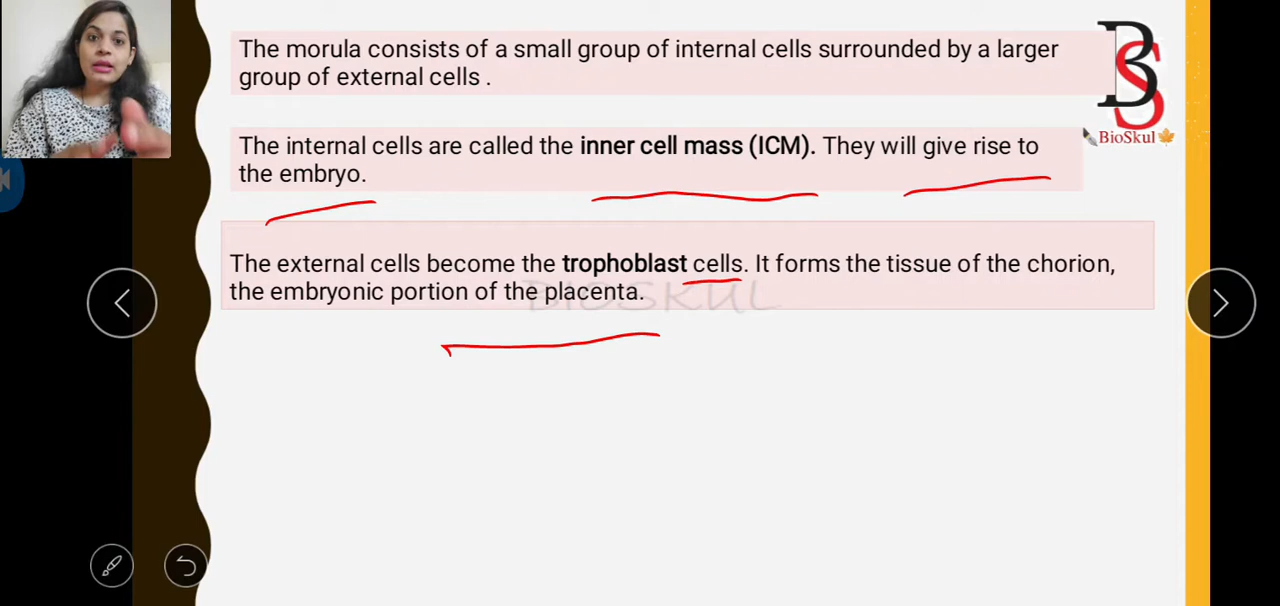 The morula consists of a small group of internal cells surrounded by a larger
group of external cells .
BS
BioSkul
The internal cells are called the inner cell mass (ICM). They will give rise to
the embryo.
The external cells become the trophoblast cells. It forms the tissue of the chorion,
the embryonic portion of the placenta.
BIOSKUL